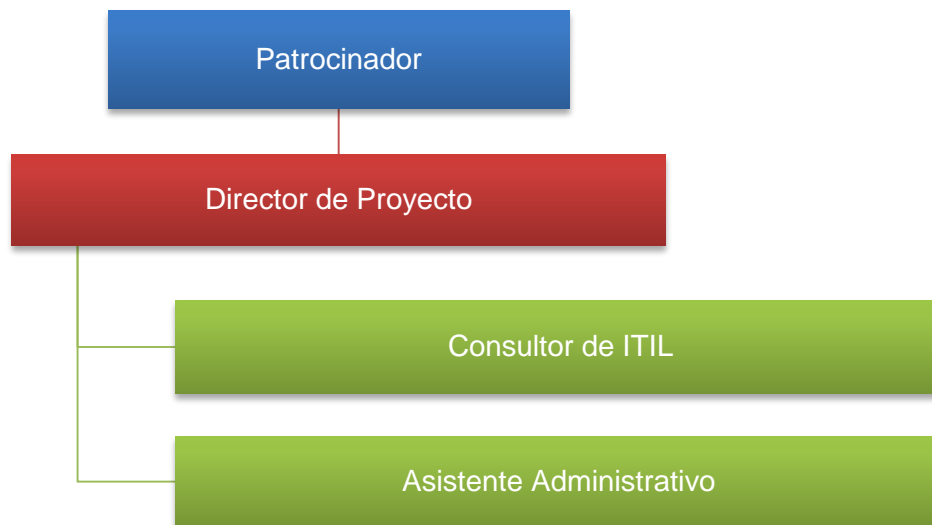 Patrocinador
Director de Proyecto
Consultor de ITIL
Asistente Administrativo